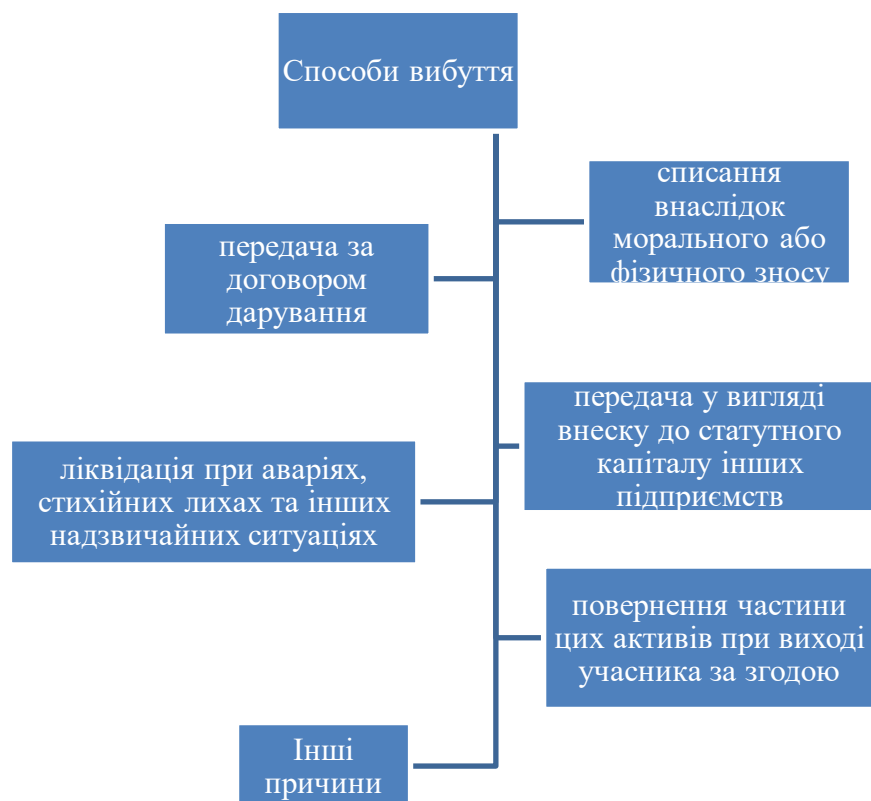 Способи вибуття
списання
внаслідок
морального або
фізичного зносу
передача за
договором
дарування
передача у вигляді
внеску до статутного
капіталу інших
підприємств
ліквідація при аваріях,
стихійних лихах та інших
надзвичайних ситуаціях
повернення частини
цих активів при виході
учасника за згодою
Інші
причини